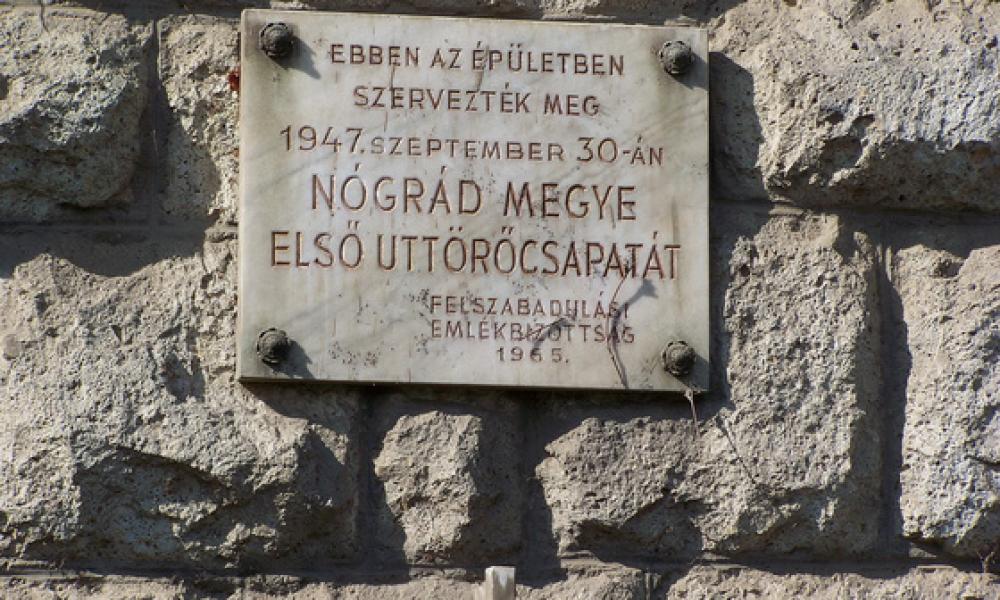 EBBEN AZ ÉPÜLETBEN
SZERVEZTÉK MEG
1947. SZEPTEMBER 30-ÁN
NÓGRÁD MEGYE
ELSŐ UTTÖRŐCSAPATÁT
FELSZABADULÁSI
EMLÉKBIZOTTSÁG
1965.